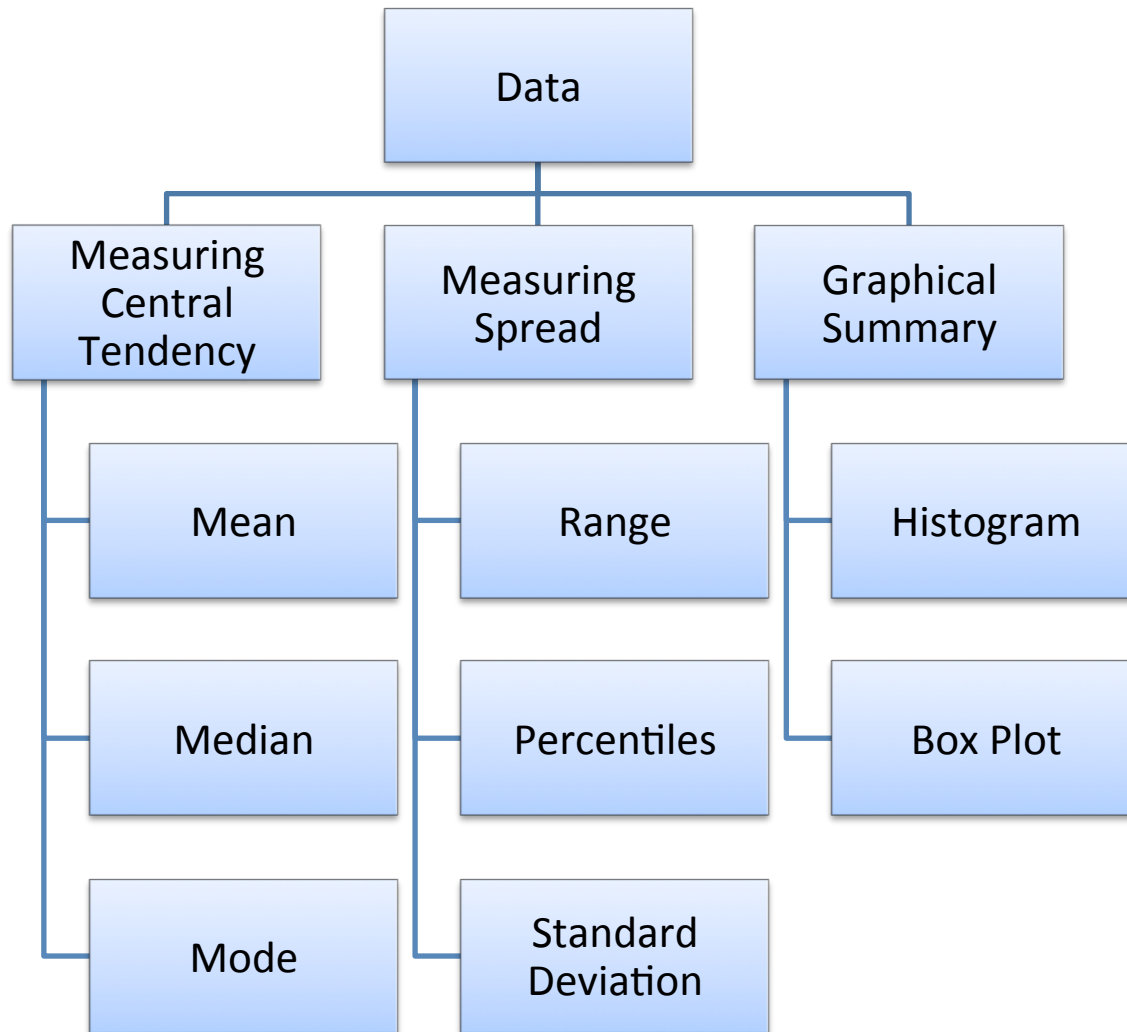 Data
Measuring
Central
Tendency
Measuring
Spread
Graphical
Summary
Mean
Range
Histogram
Median
Percentiles
Box Plot
Mode
Standard
Deviation